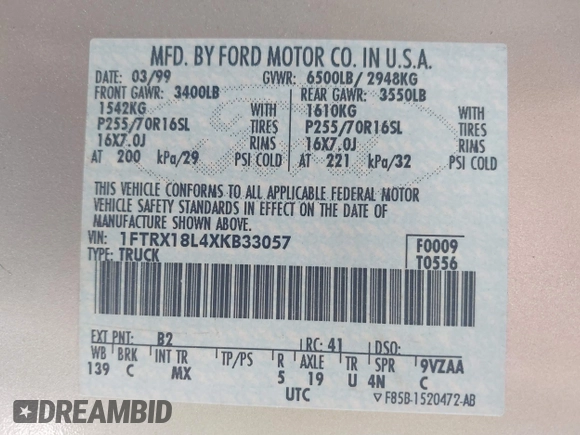 MFD. BY FORD MOTOR CO. IN U.S.A.
DATE: 03/99 GVWR: 6500LB/ 2948KG
FRONT GAWR: 3400LB REAR GAWR: 3550LB
1542KG WITH 1610KG WITH
P255/70R16SL TIRES P255/70R16SL TIRES
16X7.0J RIMS 16X7.0J RIMS
AT 200 kPa/29 PSI COLD AT 221 kPa/32 PSI COLD
THIS VEHICLE CONFORMS TO ALL APPLICABLE FEDERAL MOTOR
VEHICLE SAFETY STANDARDS IN EFFECT ON THE DATE OF
MANUFACTURE SHOWN ABOVE.
VIN: 1FTRX18L4XKB33057 F0009
TYPE: TRUCK T0556
EXT PNT: B2 RC: 41 DSO:
WB BRK INT TR TP/PS R AXLE TR S 9VZAA
139 C MX 5 19 U 4N C
UTC ▽F85B-1520472-AB
DREAMBID